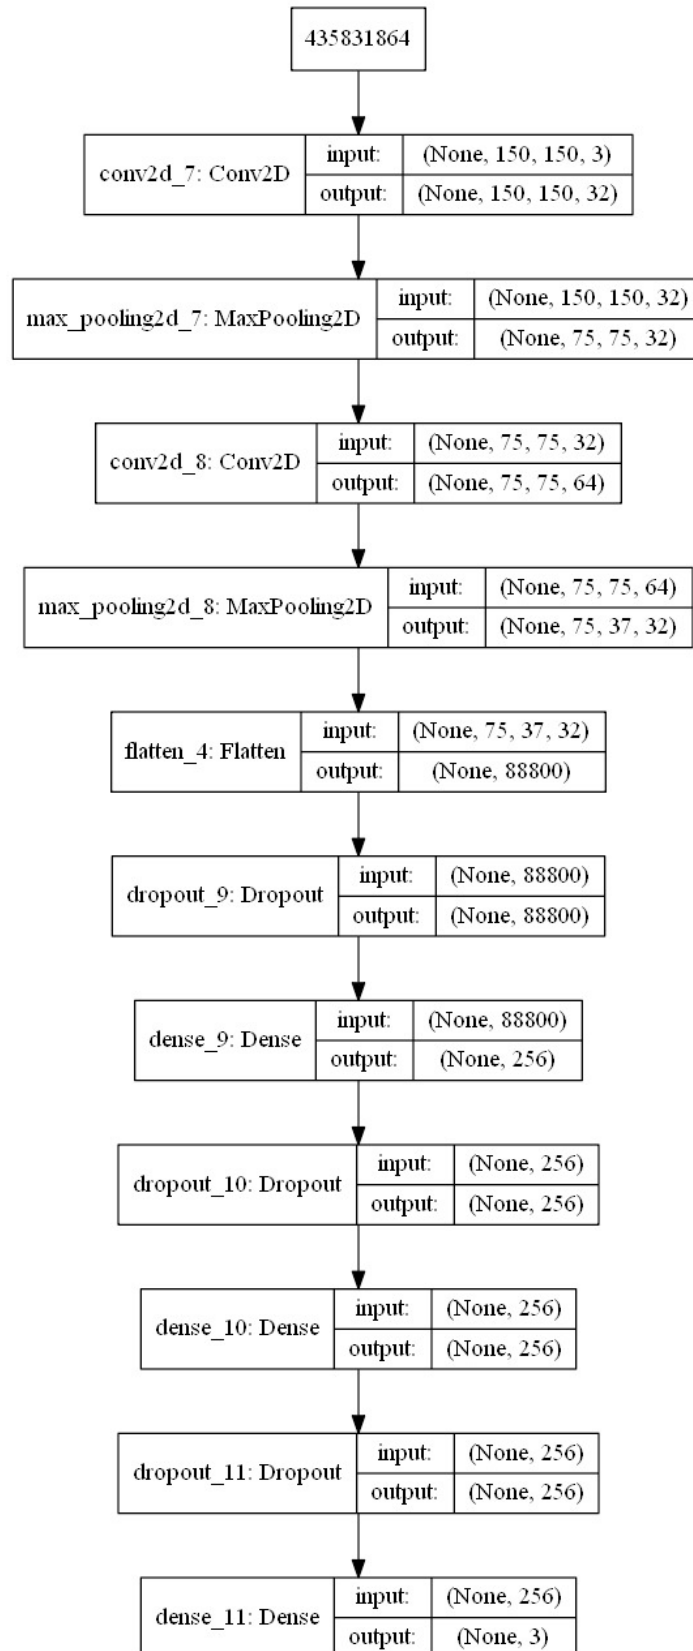 435831864
conv2d_7: Conv2D
input:
(None, 150, 150, 3)
output:
(None, 150, 150, 32)
max_pooling2d_7: MaxPooling2D
input:
(None, 150, 150, 32)
output:
(None, 75, 75, 32)
conv2d_8: Conv2D
input:
(None, 75, 75, 32)
output:
(None, 75, 75, 64)
max_pooling2d_8: MaxPooling2D
input:
(None, 75, 75, 64)
output:
(None, 75, 37, 32)
flatten_4: Flatten
input:
(None, 75, 37, 32)
output:
(None, 88800)
dropout_9: Dropout
input:
(None, 88800)
output:
(None, 88800)
dense_9: Dense
input:
(None, 88800)
output:
(None, 256)
dropout_10: Dropout
input:
(None, 256)
output:
(None, 256)
dense_10: Dense
input:
(None, 256)
output:
(None, 256)
dropout_11: Dropout
input:
(None, 256)
output:
(None, 256)
dense_11: Dense
input:
(None, 256)
output:
(None, 3)